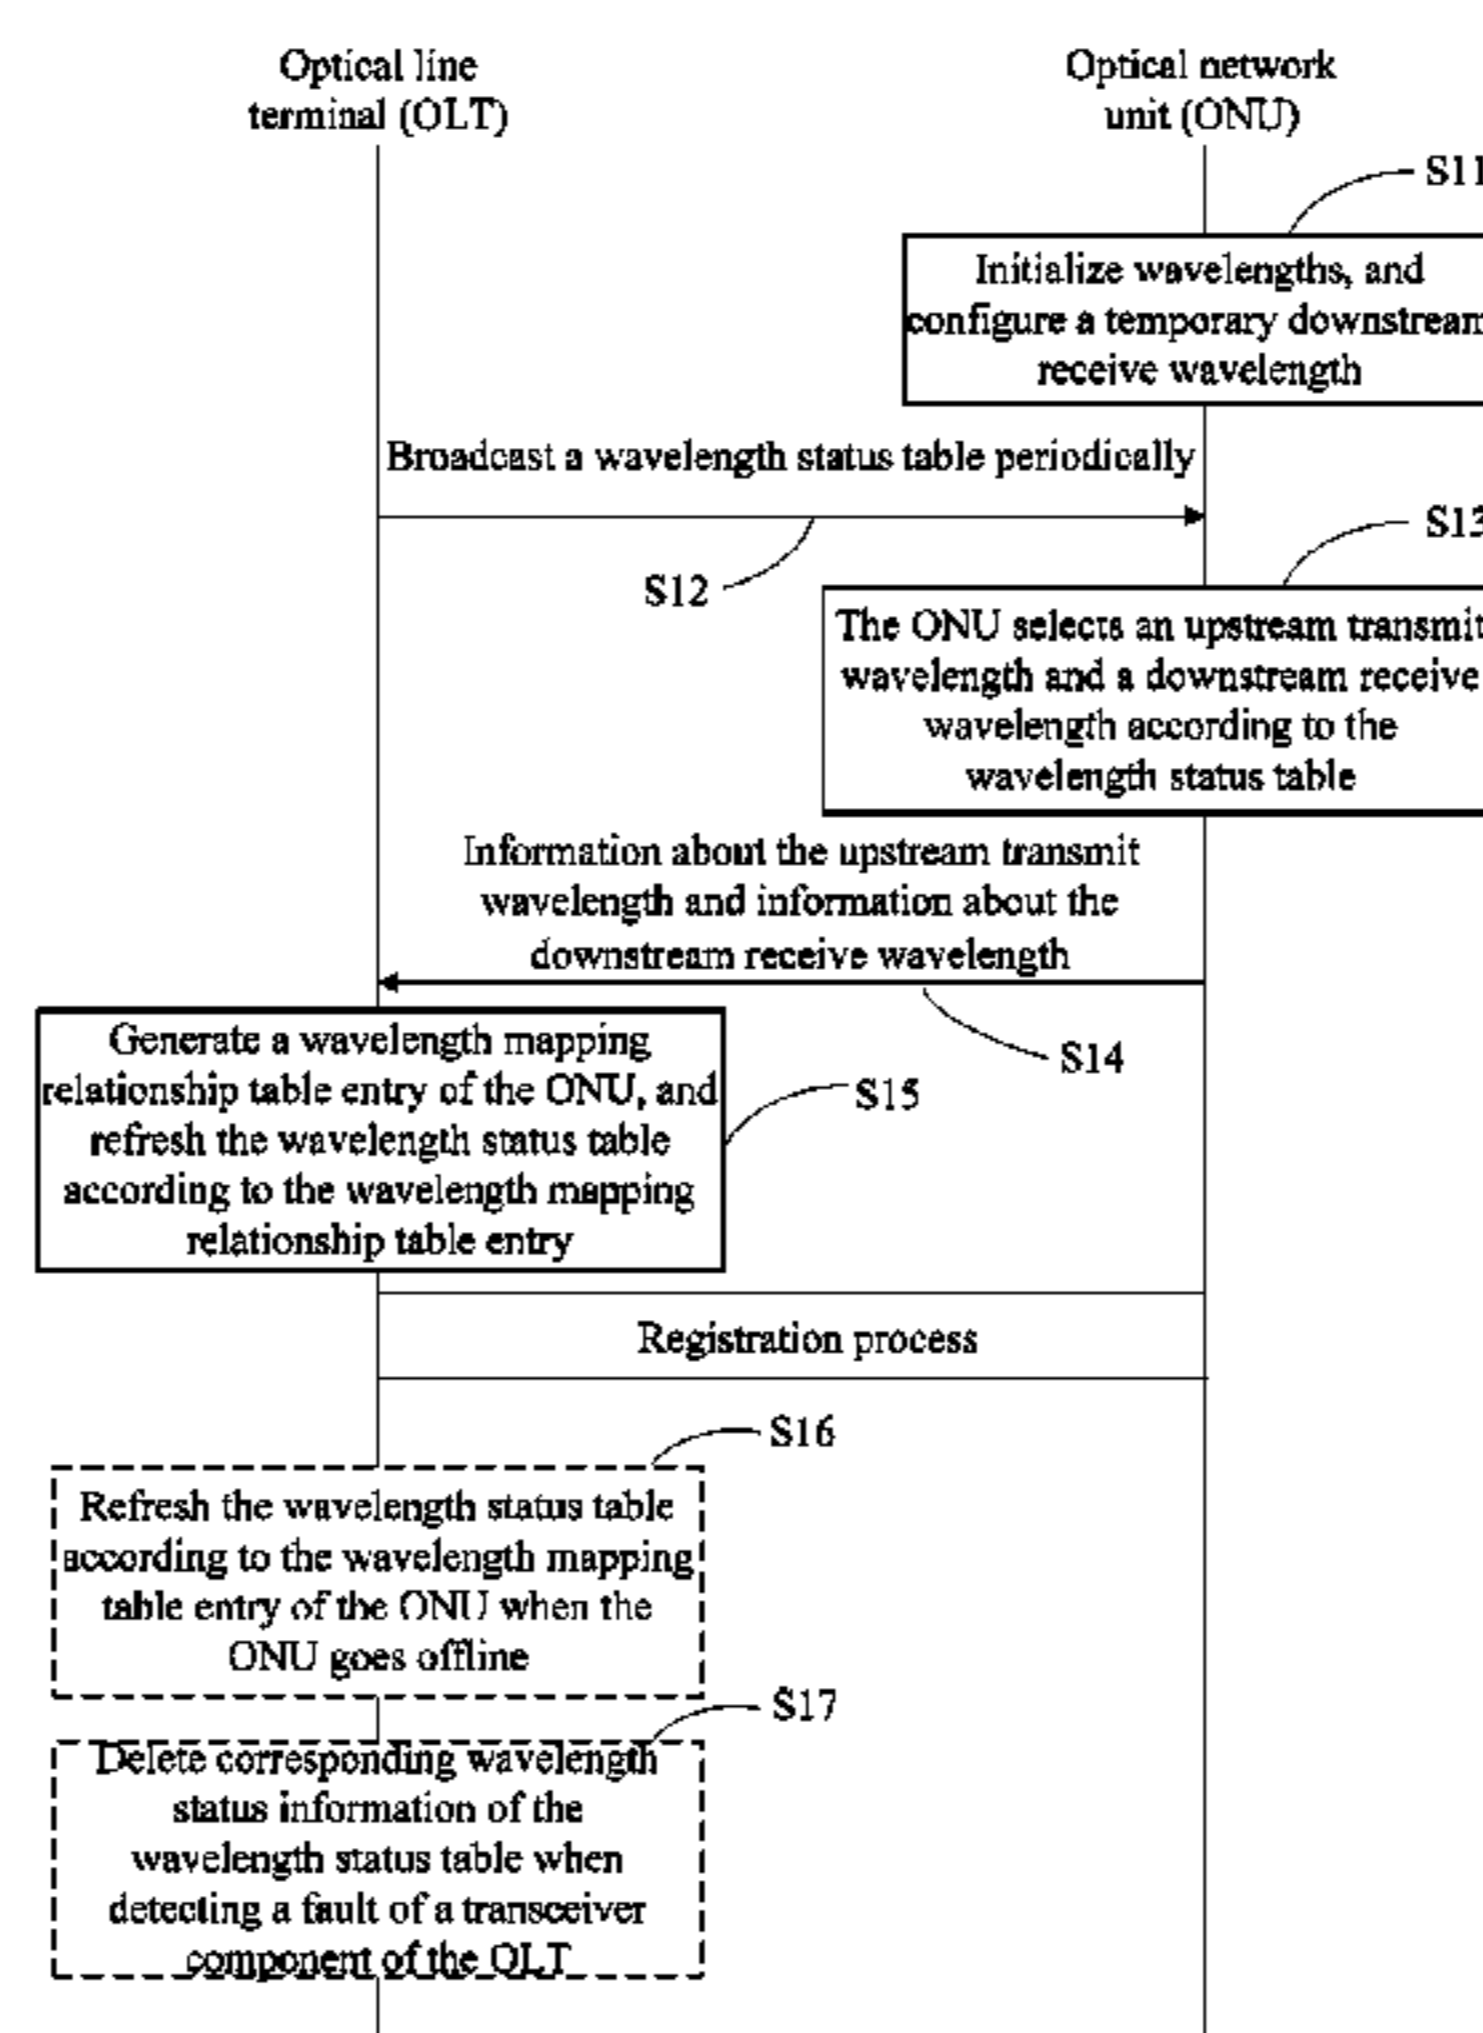 Optical line
terminal (OLT)
Optical network
unit (ONU)
S11
Initialize wavelengths, and
configure a temporary downstream
receive wavelength
Broadcast a wavelength status table periodically
S12
S13
The ONU selects an upstream transmit
wavelength and a downstream receive
wavelength according to the
wavelength status table
Information about the upstream transmit
wavelength and information about the
downstream receive wavelength
S14
Generate a wavelength mapping
relationship table entry of the ONU, and
refresh the wavelength status table
according to the wavelength mapping
relationship table entry
S15
Registration process
S16
Refresh the wavelength status table
according to the wavelength mapping
table entry of the ONU when the
ONU goes offline
S17
Delete corresponding wavelength
status information of the
wavelength status table when
detecting a fault of a transceiver
component of the OLT